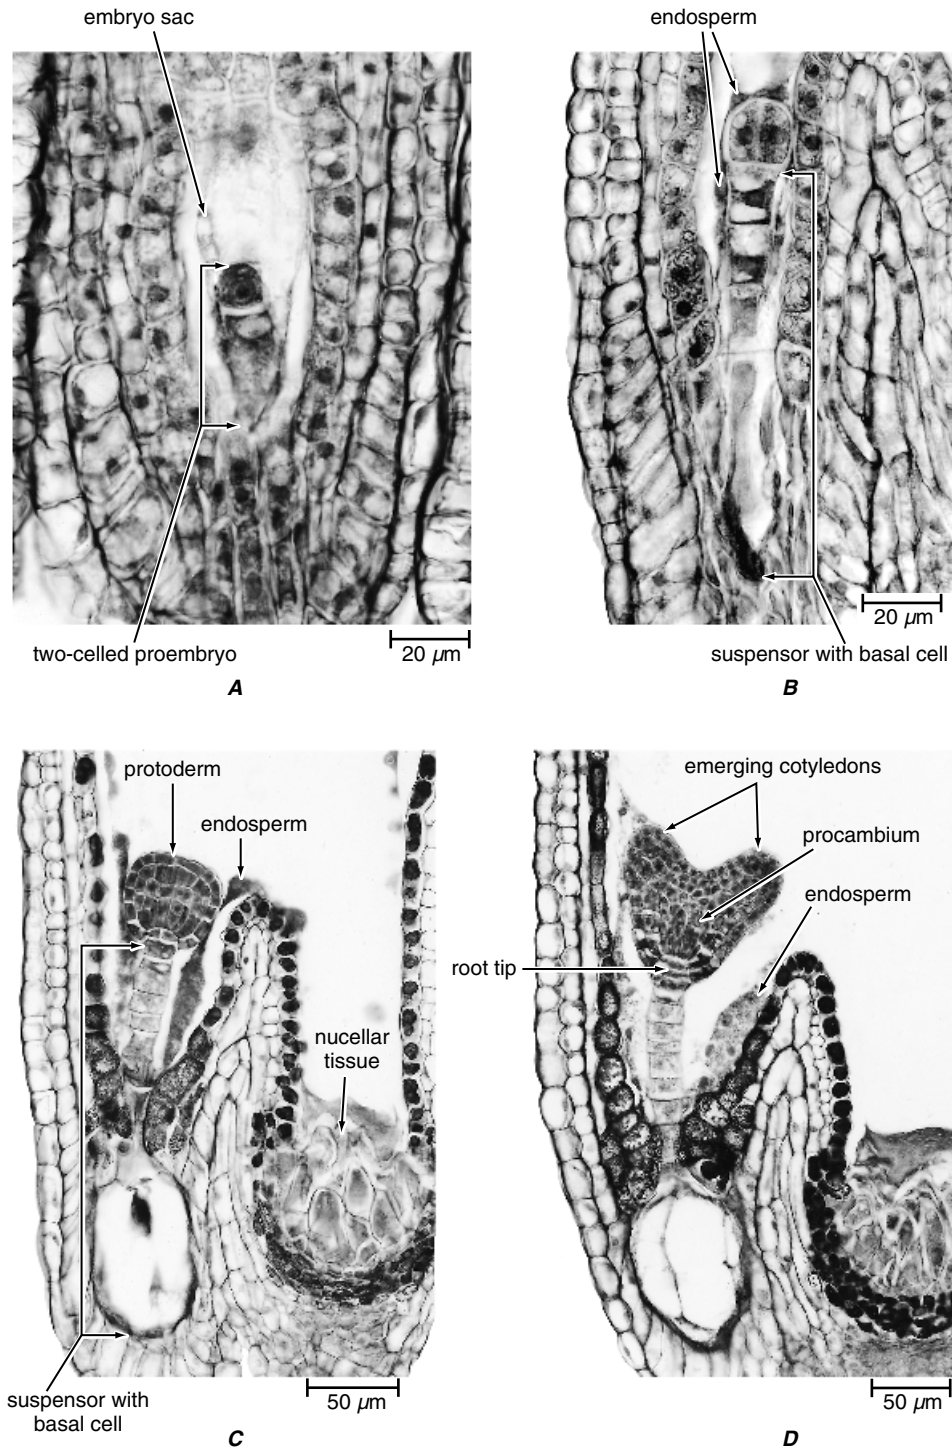 embryo sac
two-celled proembryo
20 µm
A
endosperm
20 µm
suspensor with basal cell
B
protoderm
endosperm
nucellar
tissue
suspensor with
basal cell
50 µm
C
emerging cotyledons
procambium
endosperm
root tip
50 µm
D